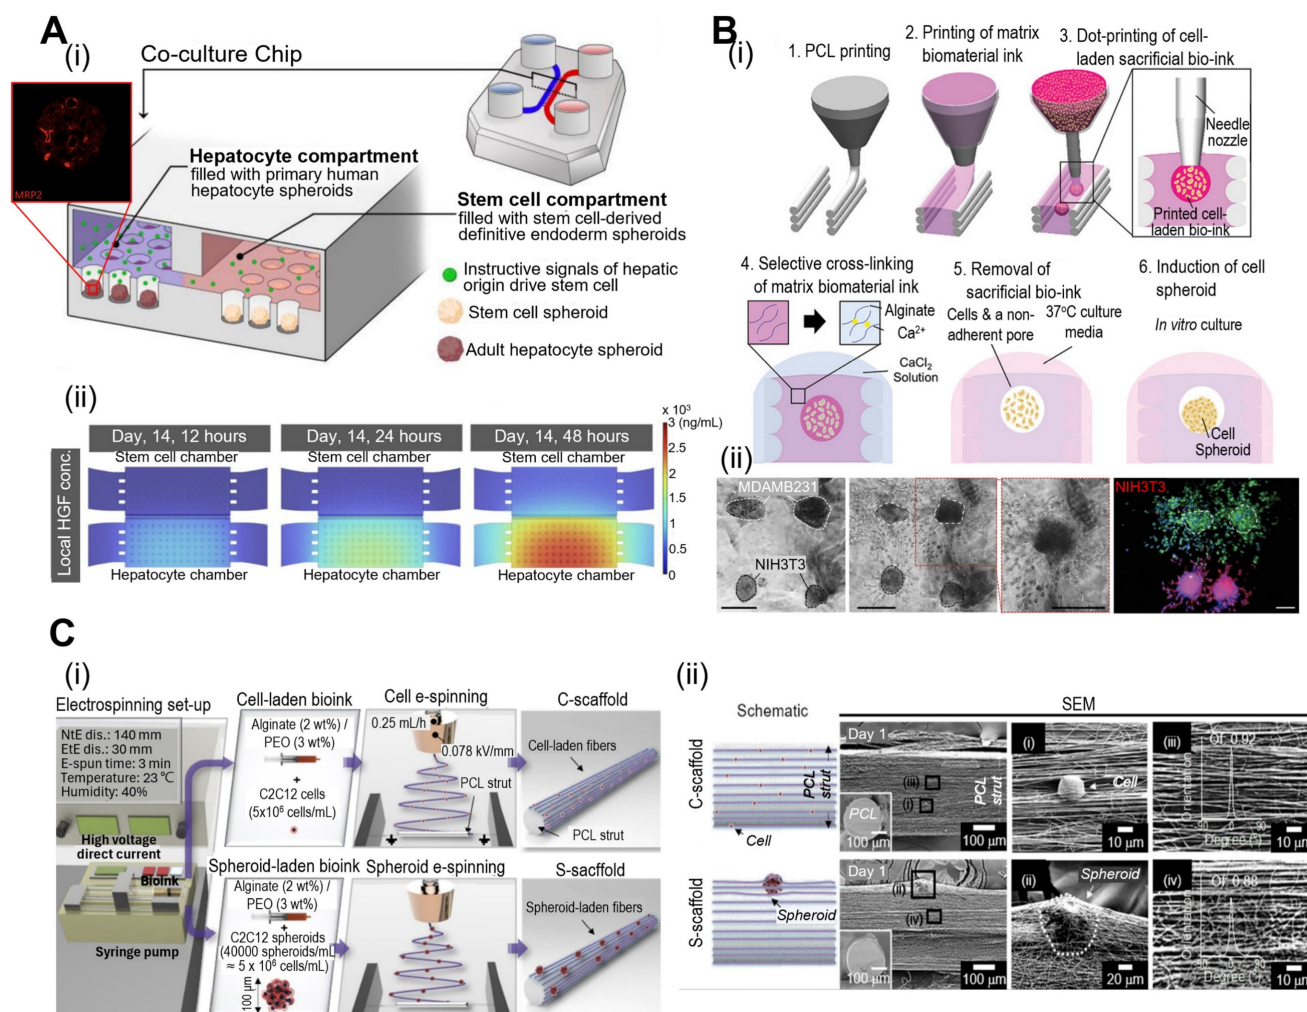 A
(i)
Co-culture Chip
MRP2
Hepatocyte compartment
filled with primary human
hepatocyte spheroids
Stem cell compartment
filled with stem cell-derived
definitive endoderm spheroids
Instructive signals of hepatic
origin drive stem cell
Stem cell spheroid
Adult hepatocyte spheroid
(ii)
Local HGF conc.
Day, 14, 12 hours
Day, 14, 24 hours
Day, 14, 48 hours
Stem cell chamber
Stem cell chamber
Stem cell chamber
Hepatocyte chamber
Hepatocyte chamber
Hepatocyte chamber
x 10³
3 (ng/mL)
2.5
2
1.5
1
0.5
0
B
(i)
1. PCL printing
2. Printing of matrix
biomaterial ink
3. Dot-printing of cell-
laden sacrificial bio-ink
Needle
nozzle
Printed cell-
laden bio-ink
4. Selective cross-linking
of matrix biomaterial ink
Alginate
Ca²⁺
CaCl₂
Solution
5. Removal of
sacrificial bio-ink
Cells & a non-
adherent pore
37°C culture
media
6. Induction of cell
spheroid
In vitro culture
Cell
Spheroid
(ii)
MDAMB231
NIH3T3
NIH3T3
C
(i)
Electrospinning set-up
NtE dis.: 140 mm
EtE dis.: 30 mm
E-spun time: 3 min
Temperature: 23 ℃
Humidity: 40%
High voltage
direct current
Bioink
Syringe pump
Cell-laden bioink
Alginate (2 wt%) /
PEO (3 wt%)
+
C2C12 cells
(5x10⁶ cells/mL)
Cell e-spinning
0.25 mL/h
0.078 kV/mm
PCL strut
C-scaffold
Cell-laden fibers
PCL strut
Spheroid-laden bioink
Alginate (2 wt%) /
PEO (3 wt%)
+
C2C12 spheroids
(40000 spheroids/mL
≈ 5 x 10⁶ cells/mL)
100 µm
Spheroid e-spinning
S-sacffold
Spheroid-laden fibers
(ii)
Schematic
SEM
C-scaffold
PCL
strut
Cell
Day 1
(iii)
(i)
PCL
strut
PCL
100 µm
100 µm
(i)
Cell
10 µm
(iii)
OI 0.92
Orientation
-90
0
90
Degree (°)
10 µm
S-scaffold
Spheroid
Day 1
(ii)
(iv)
100 µm
100 µm
(ii)
Spheroid
20 µm
(iv)
OI 0.88
Orientation
-90
0
90
Degree (°)
10 µm